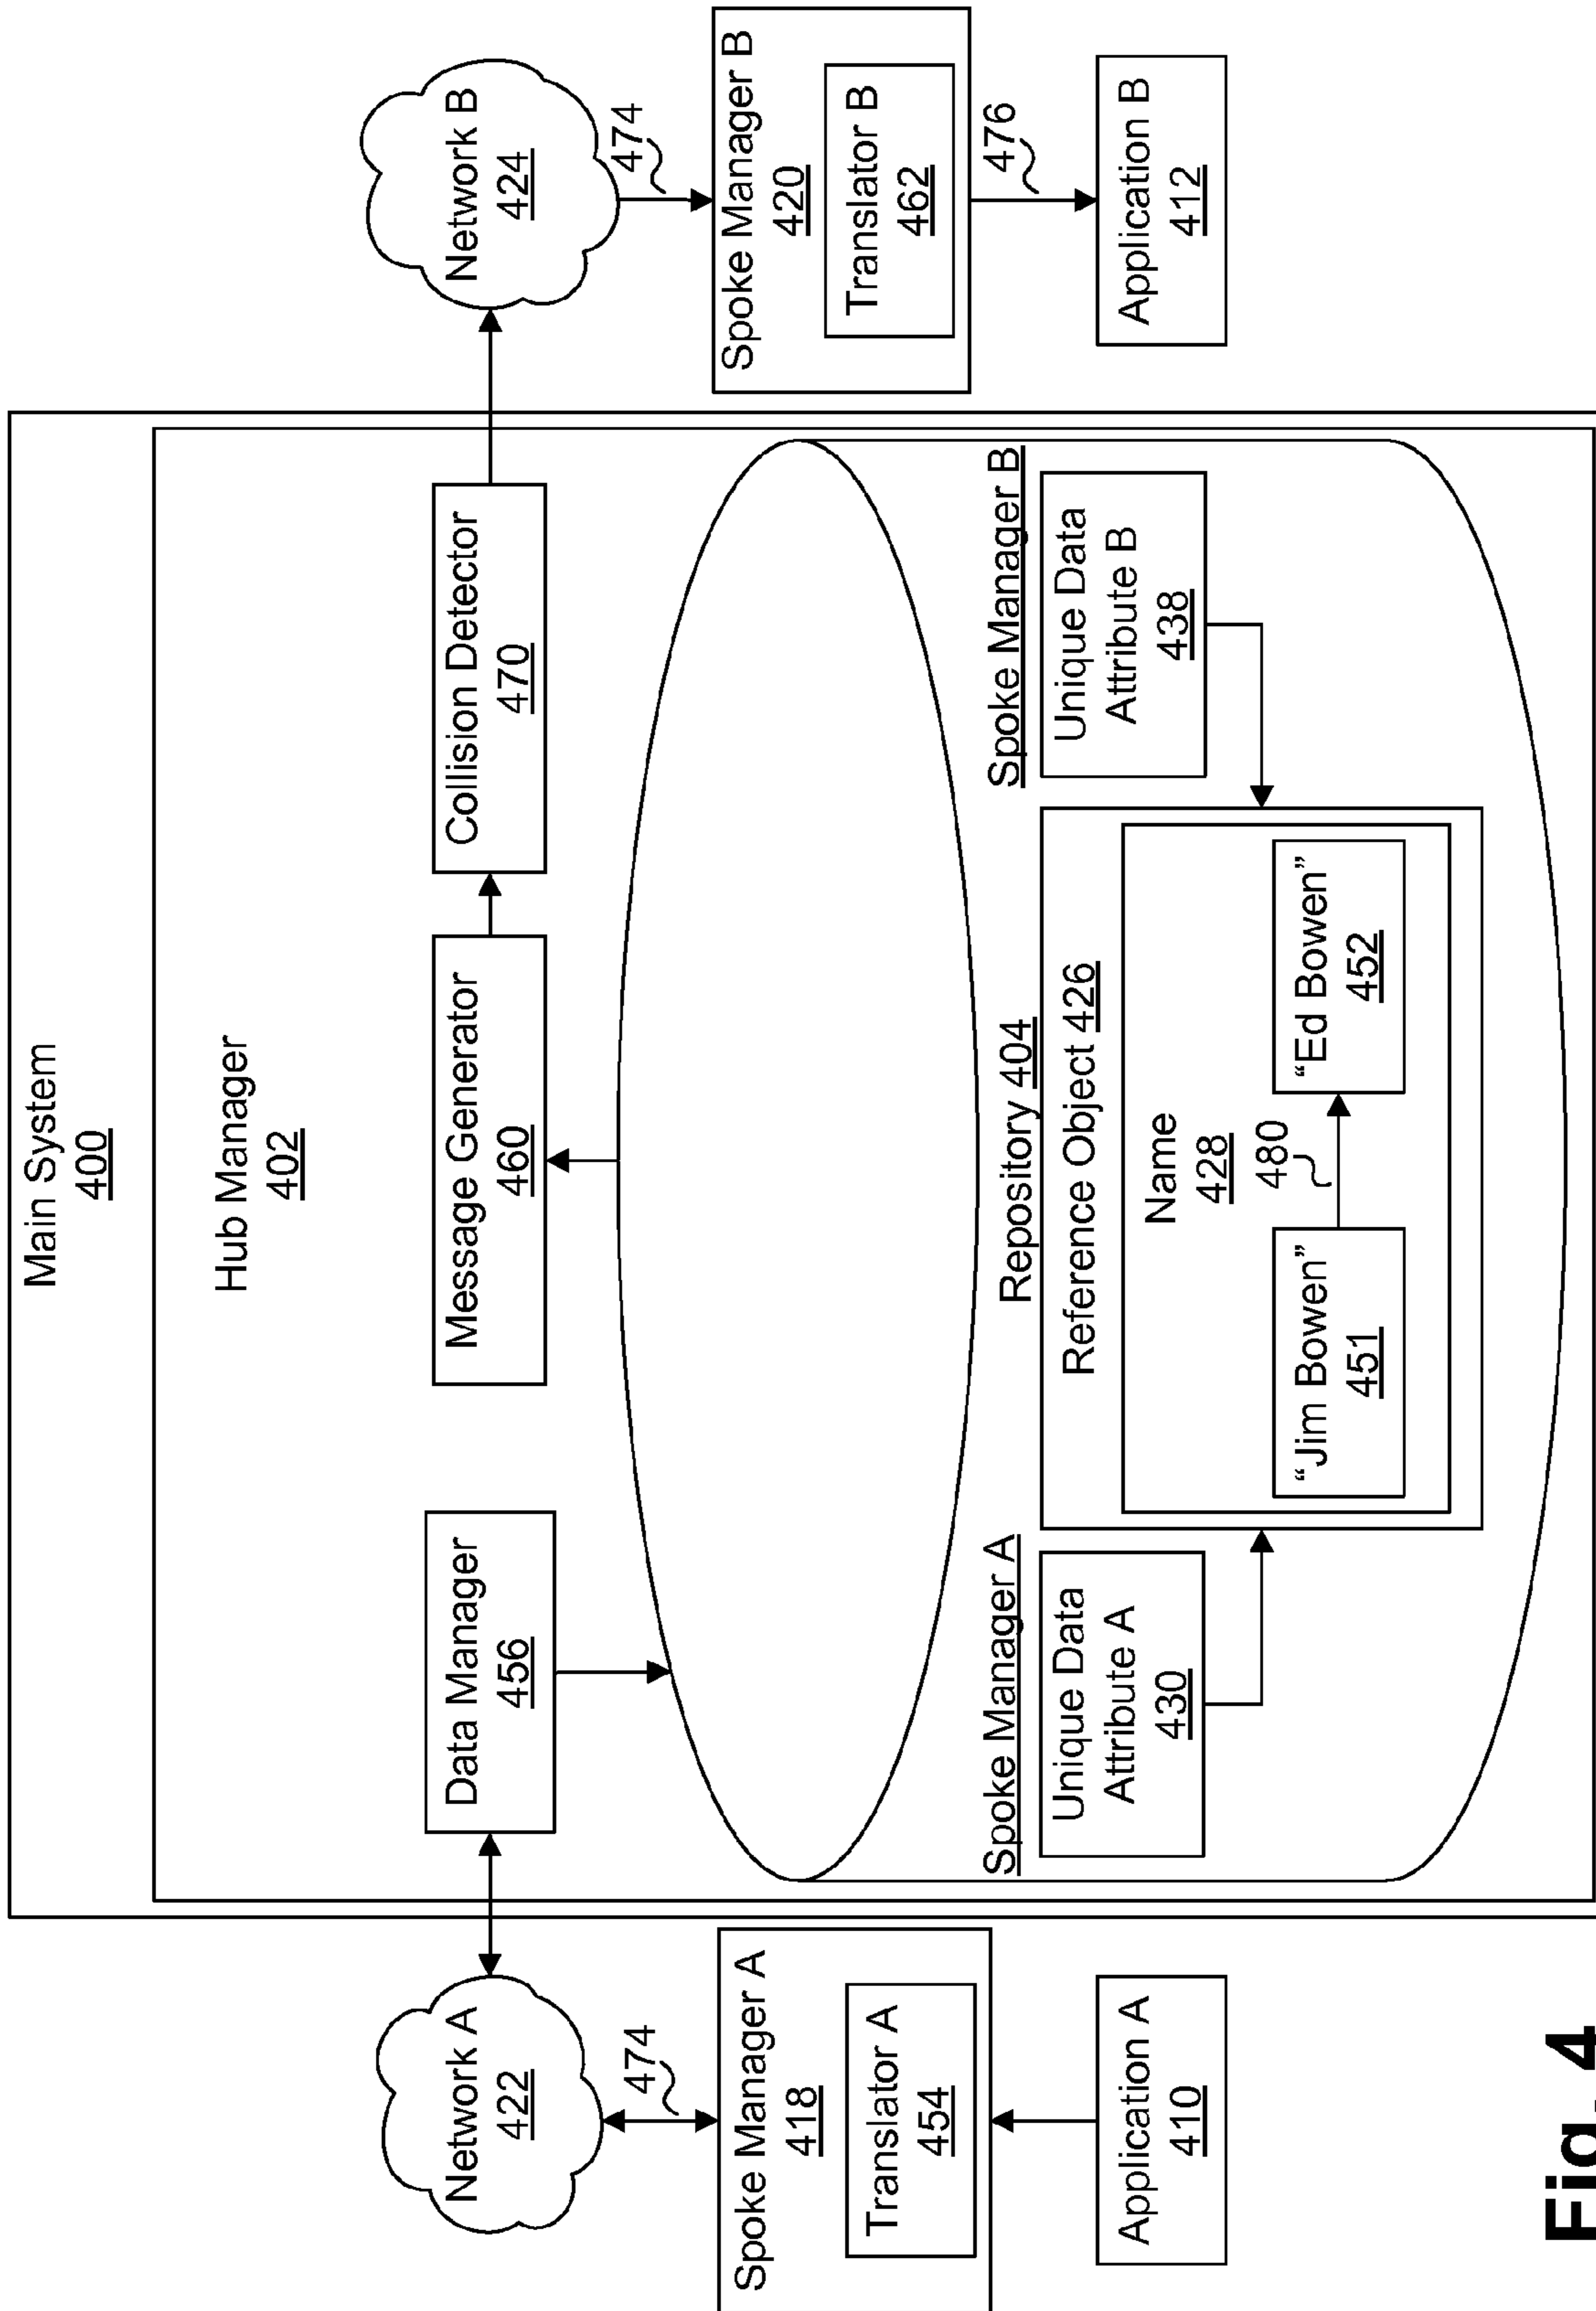 Main System
400
Hub Manager
402
Network A
422
474
Spoke Manager A
418
Translator A
454
Application A
410
Data Manager
456
Message Generator
460
Collision Detector
470
Network B
424
474
Spoke Manager B
420
Translator B
462
476
Application B
412
Repository 404
Spoke Manager A
Unique Data
Attribute A
430
Reference Object 426
Name
428
480
“Jim Bowen”
451
“Ed Bowen”
452
Spoke Manager B
Unique Data
Attribute B
438
Fig. 4